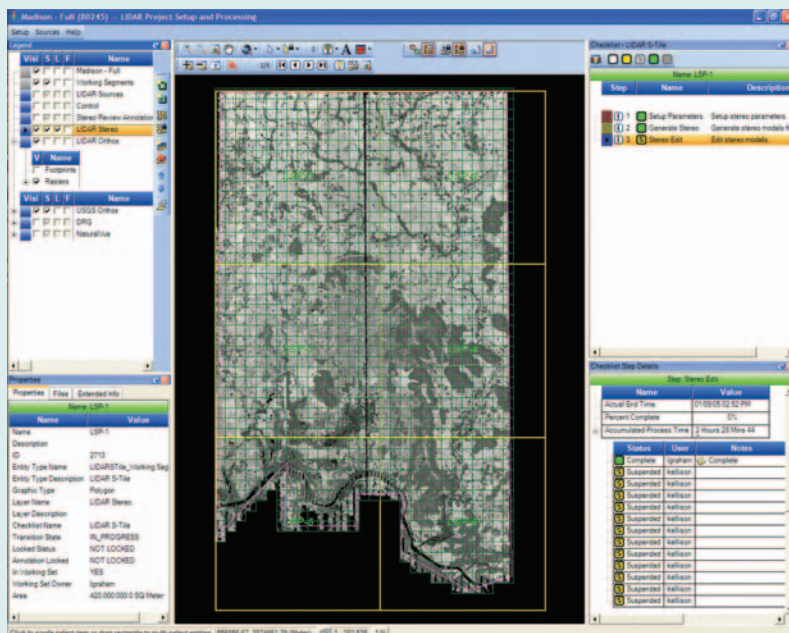 Madison - Full (80245) - LIDAR Project Setup and Processing
Setup Sources Help
Legend
Visi S L F Name
Madison - Full
Working Segments
LIDAR Sources
Control
Stereo Review Annotation
LIDAR Stereo
LIDAR Orthos
V Name
Footprints
Rasters
Visi S L F Name
USGS Orthos
DRG
NaturalVue
Properties
Properties Files Extended Info
Name: LSP-1
Name Value
Name LSP-1
Description
ID 2713
Entity Type Name LIDARSTile_Working Seg
Entity Type Description LIDAR S-Tile
Graphic Type Polygon
Layer Name LIDAR Stereo
Layer Description
Checklist Name LIDAR S-Tile
Transition State IN_PROGRESS
Locked Status NOT LOCKED
Annotation Locked NOT LOCKED
In Working Set YES
Working Set Owner lgraham
Area 420,000,000.0 SQ Meter
Checklist - LIDAR S-Tile
Name: LSP-1
Step Name Description
1 Setup Parameters Setup stereo parameters
2 Generate Stereo Generate stereo models
3 Stereo Edit Edit stereo models
Checklist Step Details
Step: Stereo Edit
Name Value
Actual End Time 01/09/05 02:52 PM
Percent Complete 0%
Accumulated Process Time 2 Hours 28 Mins 44
Status User Notes
Complete lgraham Complete
Suspended kellison
Suspended kellison
Suspended kellison
Suspended kellison
Suspended kellison
Suspended kellison
Suspended kellison
Suspended kellison
Suspended kellison
Suspended kellison
Suspended kellison
Suspended kellison